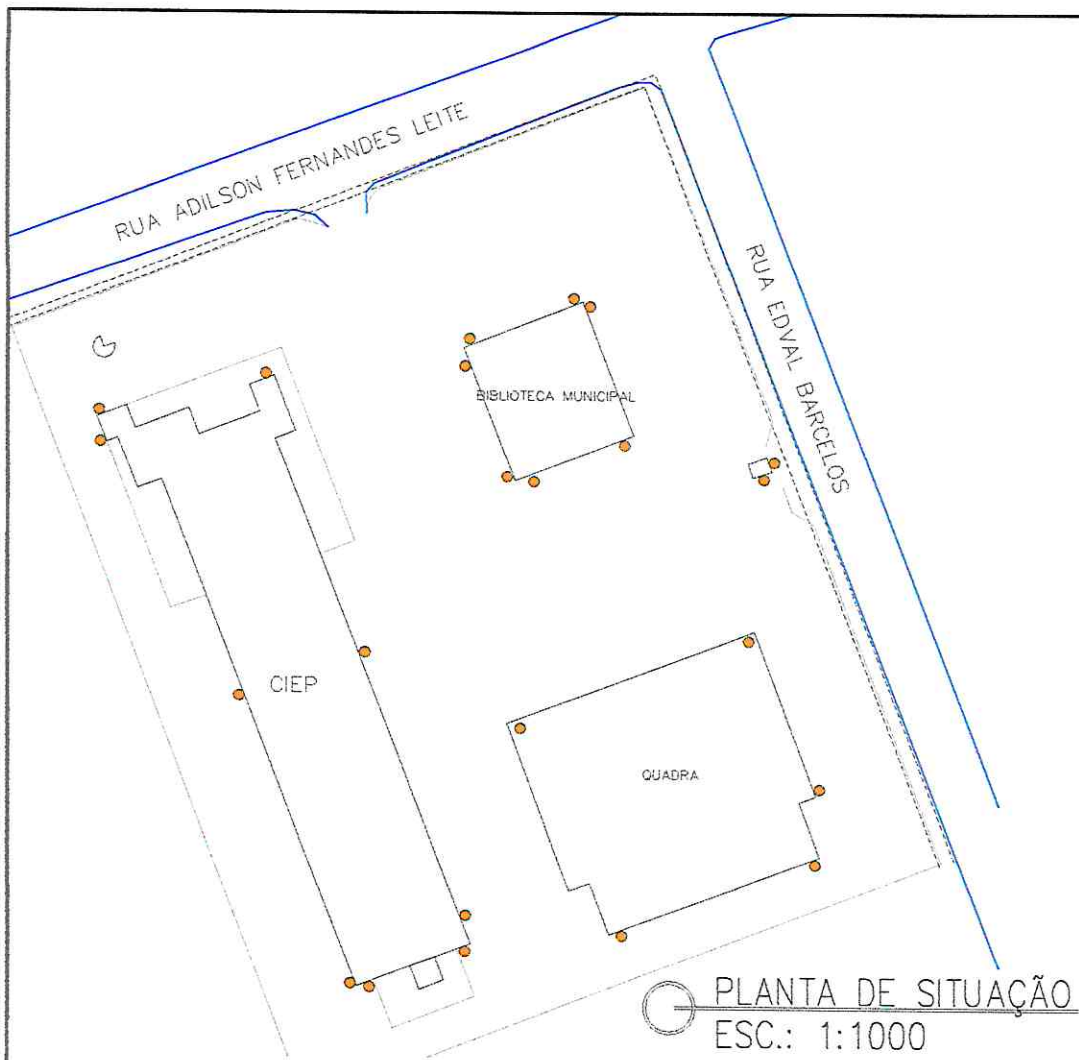 RUA ADILSON FERNANDES LEITE
RUA EDVAL BARCELOS
BIBLIOTECA MUNICIPAL
CIEP
QUADRA
PLANTA DE SITUAÇÃO
ESC.: 1:1000